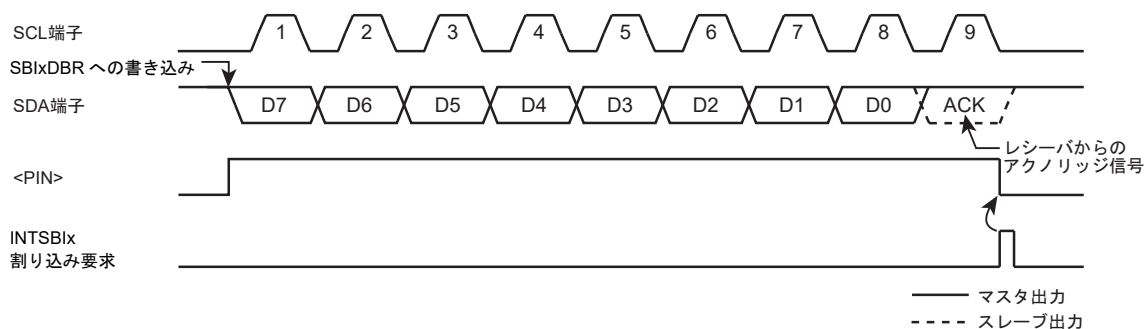 SCL端子
1 2 3 4 5 6 7 8 9
SBIxDBR への書き込み
SDA端子
D7 D6 D5 D4 D3 D2 D1 D0 ACK
レシーバからの
アクノリッジ信号
<PIN>
INTSBIx
割り込み要求
マスタ出力
スレーブ出力